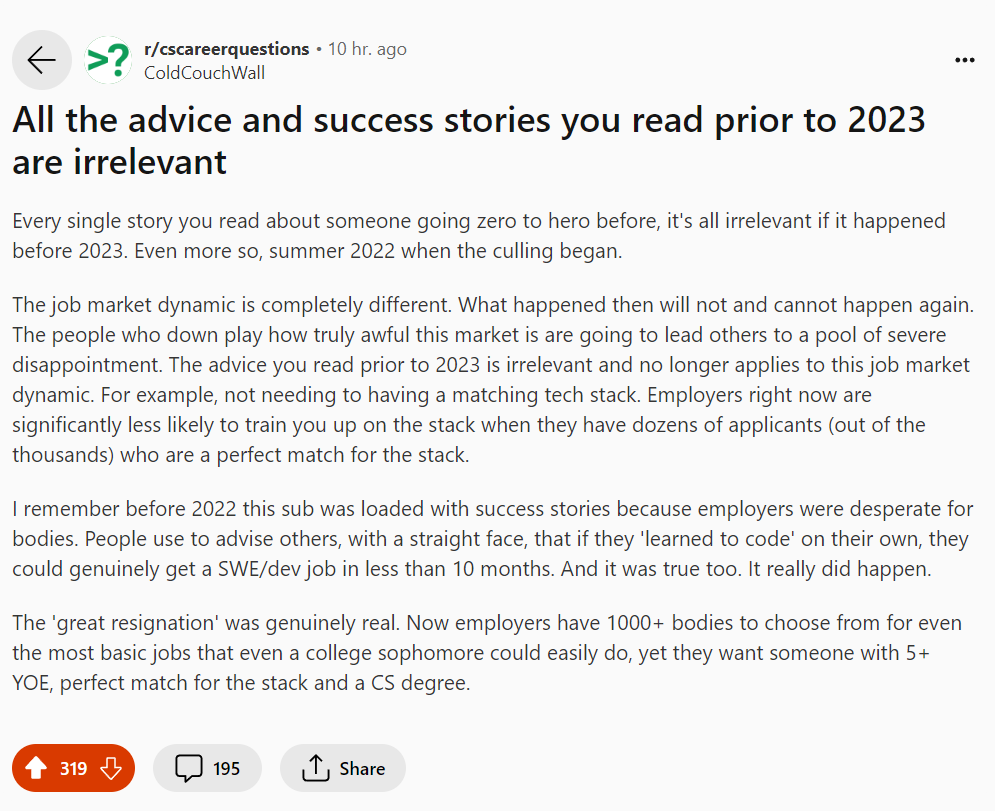 r/cscareerquestions • 10 hr. ago
ColdCouchWall
All the advice and success stories you read prior to 2023
are irrelevant
Every single story you read about someone going zero to hero before, it's all irrelevant if it happened
before 2023. Even more so, summer 2022 when the culling began.
The job market dynamic is completely different. What happened then will not and cannot happen again.
The people who down play how truly awful this market is are going to lead others to a pool of severe
disappointment. The advice you read prior to 2023 is irrelevant and no longer applies to this job market
dynamic. For example, not needing to having a matching tech stack. Employers right now are
significantly less likely to train you up on the stack when they have dozens of applicants (out of the
thousands) who are a perfect match for the stack.
I remember before 2022 this sub was loaded with success stories because employers were desperate for
bodies. People use to advise others, with a straight face, that if they 'learned to code' on their own, they
could genuinely get a SWE/dev job in less than 10 months. And it was true too. It really did happen.
The 'great resignation' was genuinely real. Now employers have 1000+ bodies to choose from for even
the most basic jobs that even a college sophomore could easily do, yet they want someone with 5+
YOE, perfect match for the stack and a CS degree.
319 195 Share